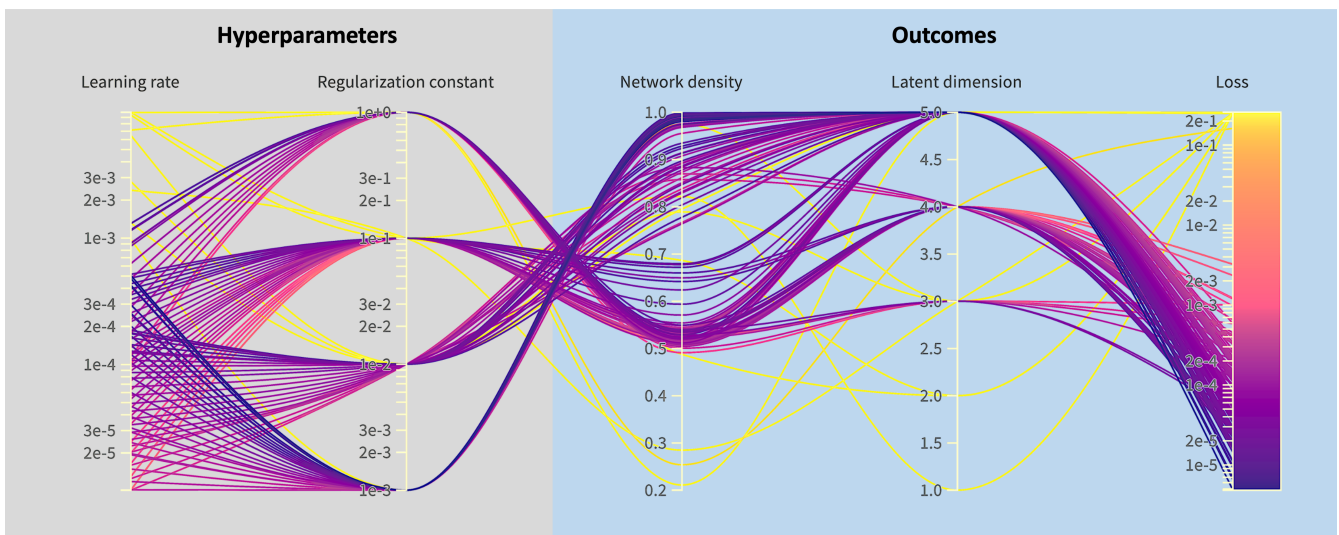 Hyperparameters
Outcomes
Learning rate
Regularization constant
Network density
Latent dimension
Loss
3e-3
2e-3
1e-3
3e-4
2e-4
1e-4
3e-5
2e-5
1e+0
3e-1
2e-1
1e-1
3e-2
2e-2
1e-2
3e-3
2e-3
1e-3
1.0
0.9
0.8
0.7
0.6
0.5
0.4
0.3
0.2
5.0
4.5
4.0
3.5
3.0
2.5
2.0
1.5
1.0
2e-1
1e-1
2e-2
1e-2
2e-3
1e-3
2e-4
1e-4
2e-5
1e-5